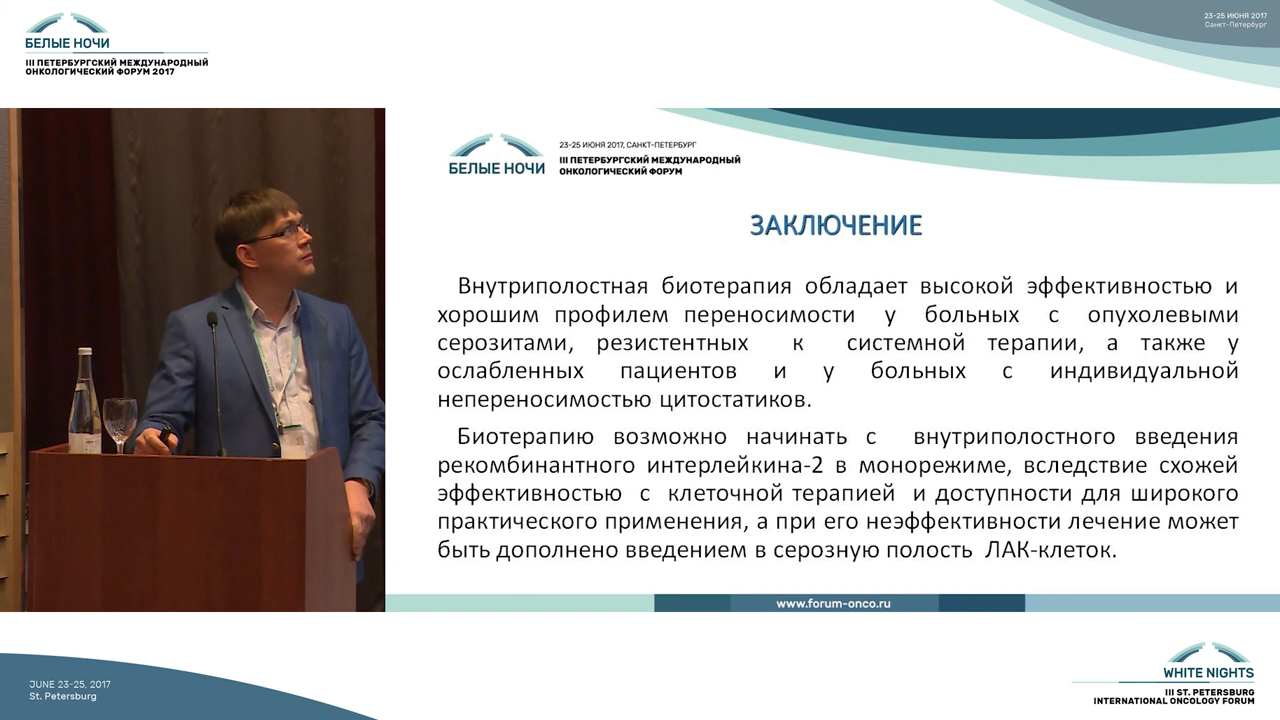 БЕЛЫЕ НОЧИ
III ПЕТЕРБУРГСКИЙ МЕЖДУНАРОДНЫЙ
ОНКОЛОГИЧЕСКИЙ ФОРУМ 2017
23-25 ИЮНЯ 2017
Санкт-Петербург
БЕЛЫЕ НОЧИ
23-25 ИЮНЯ 2017, САНКТ-ПЕТЕРБУРГ
III ПЕТЕРБУРГСКИЙ МЕЖДУНАРОДНЫЙ
ОНКОЛОГИЧЕСКИЙ ФОРУМ
ЗАКЛЮЧЕНИЕ
Внутриполостная биотерапия обладает высокой эффективностью и
хорошим профилем переносимости у больных с опухолевыми
серозитами, резистентных к системной терапии, а также у
ослабленных пациентов и у больных с индивидуальной
непереносимостью цитостатиков.
Биотерапию возможно начинать с внутриполостного введения
рекомбинантного интерлейкина-2 в монорежиме, вследствие схожей
эффективностью с клеточной терапией и доступности для широкого
практического применения, а при его неэффективности лечение может
быть дополнено введением в серозную полость ЛАК-клеток.
www.forum-onco.ru
JUNE 23-25, 2017
St. Petersburg
WHITE NIGHTS
III ST. PETERSBURG
INTERNATIONAL ONCOLOGY FORUM